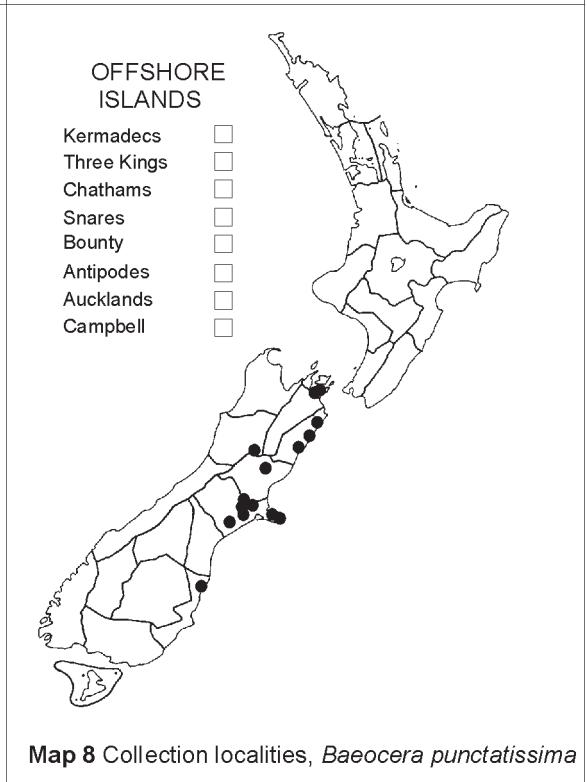 OFFSHORE
ISLANDS
Kermadecs
Three Kings
Chathams
Snares
Bounty
Antipodes
Aucklands
Campbell
Map 8 Collection localities, Baeocera punctatissima